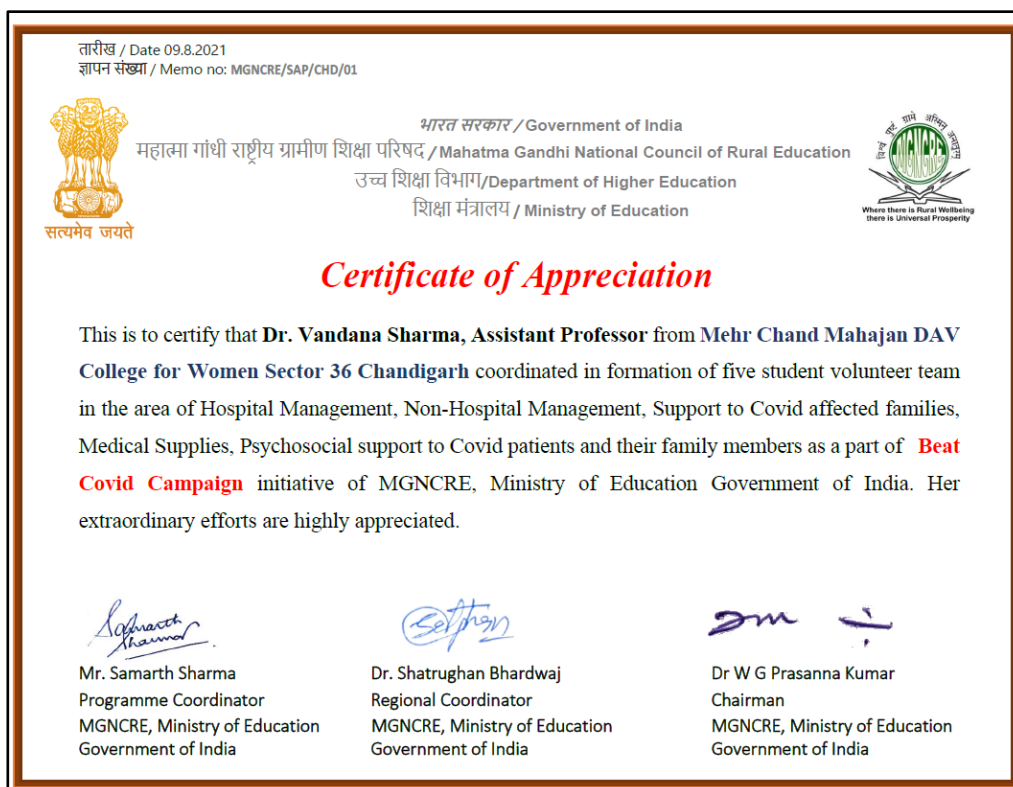 तारीख / Date 09.8.2021
ज्ञापन संख्या / Memo no: MGNCRE/SAP/CHD/01
भारत सरकार / Government of India
महात्मा गांधी राष्ट्रीय ग्रामीण शिक्षा परिषद / Mahatma Gandhi National Council of Rural Education
उच्च शिक्षा विभाग/Department of Higher Education
शिक्षा मंत्रालय / Ministry of Education
सत्यमेव जयते
विश्वं पुष्टं ग्रामे अस्मिन् अनातुरम्
MGNCRE
Where there is Rural Wellbeing
there is Universal Prosperity
Certificate of Appreciation
This is to certify that Dr. Vandana Sharma, Assistant Professor from Mehr Chand Mahajan DAV
College for Women Sector 36 Chandigarh coordinated in formation of five student volunteer team
in the area of Hospital Management, Non-Hospital Management, Support to Covid affected families,
Medical Supplies, Psychosocial support to Covid patients and their family members as a part of Beat
Covid Campaign initiative of MGNCRE, Ministry of Education Government of India. Her
extraordinary efforts are highly appreciated.
Samarth
Sharma
Mr. Samarth Sharma
Programme Coordinator
MGNCRE, Ministry of Education
Government of India
Dr. Shatrughan Bhardwaj
Regional Coordinator
MGNCRE, Ministry of Education
Government of India
Dr W G Prasanna Kumar
Chairman
MGNCRE, Ministry of Education
Government of India